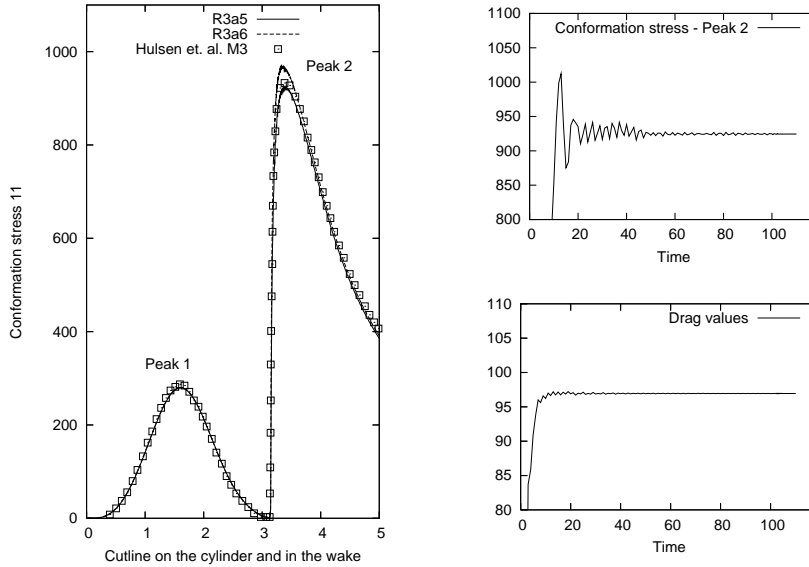 R3a5
R3a6
Hulsen et. al. M3
Peak 2
Peak 1
Conformation stress 11
0
200
400
600
800
1000
0 1 2 3 4 5
Cutline on the cylinder and in the wake
Conformation stress - Peak 2
1100
1050
1000
950
900
850
800
0 20 40 60 80 100
Time
Drag values
110
105
100
95
90
85
80
0 20 40 60 80 100
Time